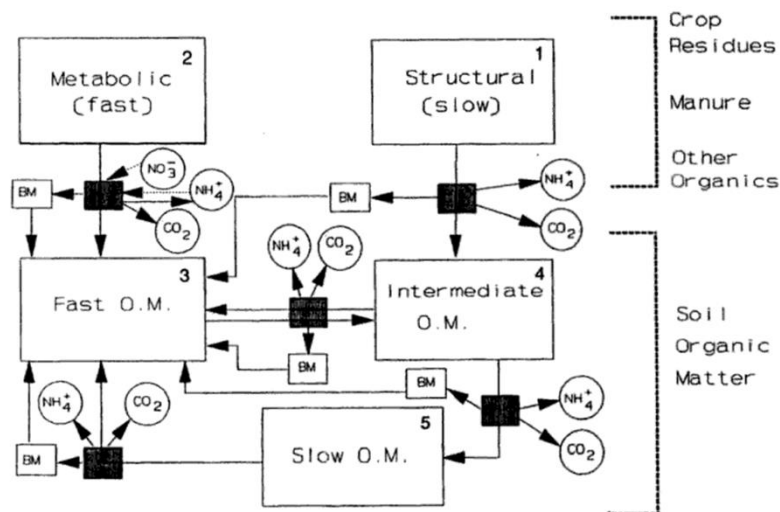 2
Metabolic
(fast)
1
Structural
(slow)
Crop
Residues
Manure
Other
Organics
NO3-
BM
NH4+
CO2
BM
NH4+
CO2
NH4+
CO2
3
Fast O.M.
4
Intermediate
O.M.
BM
BM
NH4+
CO2
Soil
Organic
Matter
NH4+
CO2
BM
5
Slow O.M.